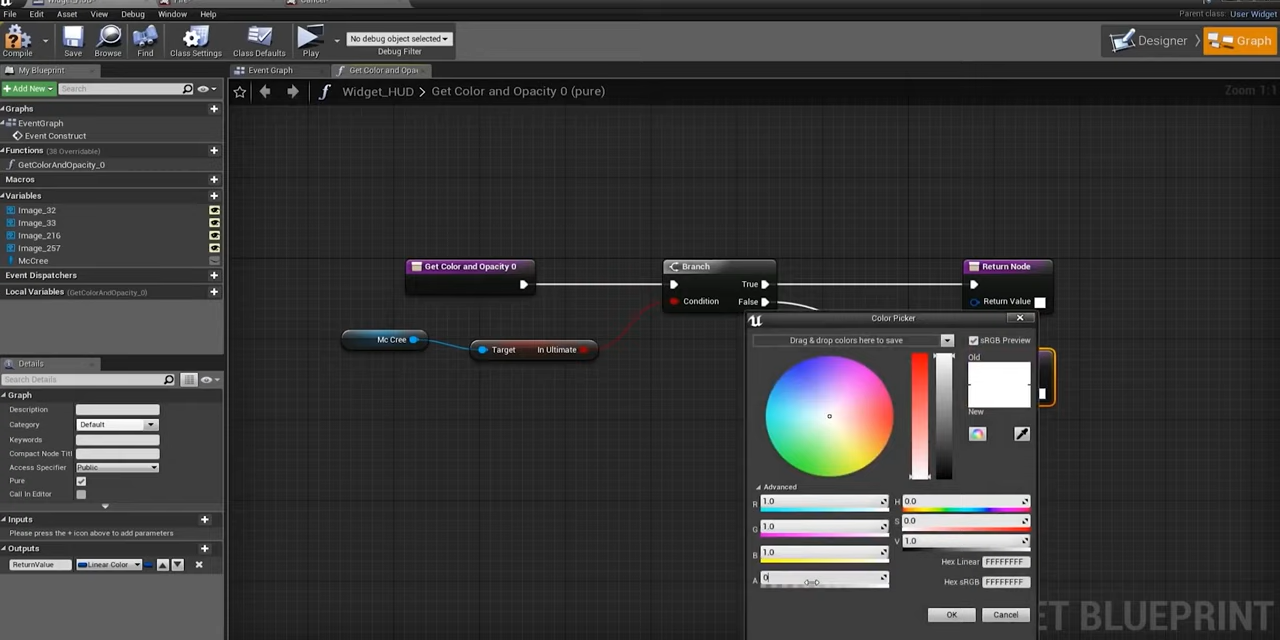 File Edit Asset View Debug Window Help
Parent class: User Widget
Compile Save Browse Find Class Settings Class Defaults Play
No debug object selected
Debug Filter
Designer Graph
My Blueprint
Event Graph Get Color and Opa
+Add New Search
Widget_HUD > Get Color and Opacity 0 (pure)
Zoom 1:1
Graphs
EventGraph
Event Construct
Functions (38 Overridable)
GetColorAndOpacity_0
Macros
Variables
Image_32
Image_33
Image_216
Image_257
McCree
Event Dispatchers
Local Variables (GetColorAndOpacity_0)
Get Color and Opacity 0
Branch
True
Condition False
Return Node
Return Value
Mc Cree
Target In Ultimate
Details
Search Details
Graph
Description
Category Default
Keywords
Compact Node Titl
Access Specifier Public
Pure
Call In Editor
Inputs
Please press the + icon above to add parameters
Outputs
ReturnValue Linear Color
Color Picker
Drag & drop colors here to save
sRGB Preview
Old
New
Advanced
R 1.0
G 1.0
B 1.0
A 0
H 0.0
S 0.0
V 1.0
Hex Linear FFFFFFFF
Hex sRGB FFFFFFFF
OK Cancel
ET BLUEPRINT